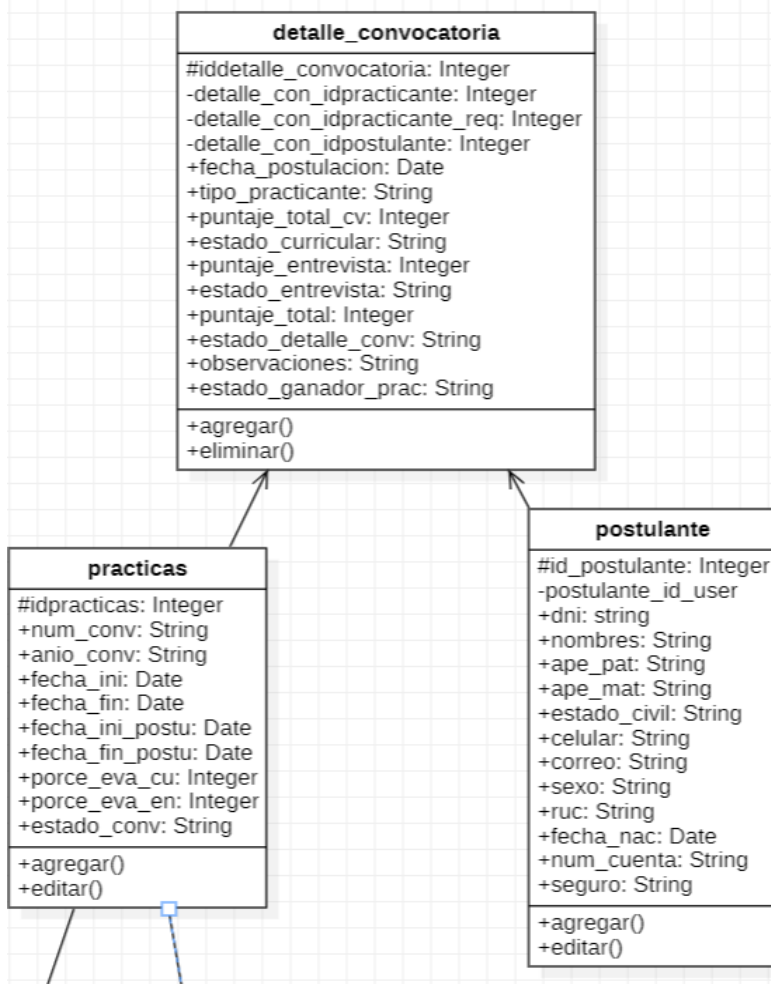 detalle_convocatoria
#iddetalle_convocatoria: Integer
-detalle_con_idpracticante: Integer
-detalle_con_idpracticante_req: Integer
-detalle_con_idpostulante: Integer
+fecha_postulacion: Date
+tipo_practicante: String
+puntaje_total_cv: Integer
+estado_curricular: String
+puntaje_entrevista: Integer
+estado_entrevista: String
+puntaje_total: Integer
+estado_detalle_conv: String
+observaciones: String
+estado_ganador_prac: String
+agregar()
+eliminar()
practicas
#idpracticas: Integer
+num_conv: String
+anio_conv: String
+fecha_ini: Date
+fecha_fin: Date
+fecha_ini_postu: Date
+fecha_fin_postu: Date
+porce_eva_cu: Integer
+porce_eva_en: Integer
+estado_conv: String
+agregar()
+editar()
postulante
#id_postulante: Integer
-postulante_id_user
+dni: string
+nombres: String
+ape_pat: String
+ape_mat: String
+estado_civil: String
+celular: String
+correo: String
+sexo: String
+ruc: String
+fecha_nac: Date
+num_cuenta: String
+seguro: String
+agregar()
+editar()